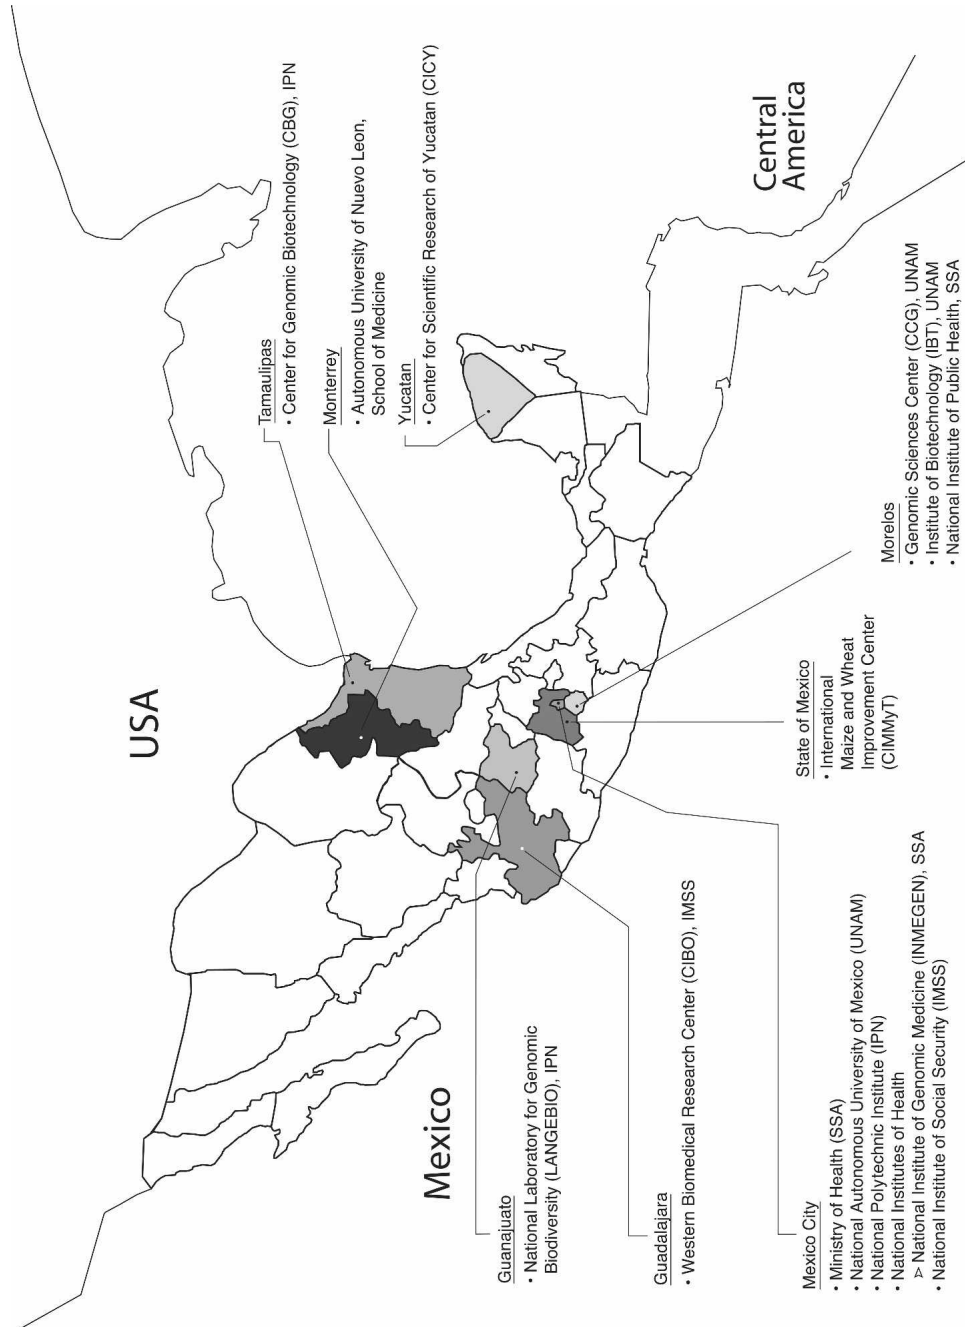 USA
Mexico
Central
America
Tamaulipas
• Center for Genomic Biotechnology (CBG), IPN
Monterrey
• Autonomous University of Nuevo Leon,
School of Medicine
Yucatan
• Center for Scientific Research of Yucatan (CICY)
Guanajuato
• National Laboratory for Genomic
Biodiversity (LANGEBIO), IPN
Guadalajara
• Western Biomedical Research Center (CIBO), IMSS
Mexico City
• Ministry of Health (SSA)
• National Autonomous University of Mexico (UNAM)
• National Polytechnic Institute (IPN)
• National Institutes of Health
➢ National Institute of Genomic Medicine (INMEGEN), SSA
• National Institute of Social Security (IMSS)
State of Mexico
• International
Maize and Wheat
Improvement Center
(CIMMyT)
Morelos
• Genomic Sciences Center (CCG), UNAM
• Institute of Biotechnology (IBT), UNAM
• National Institute of Public Health, SSA